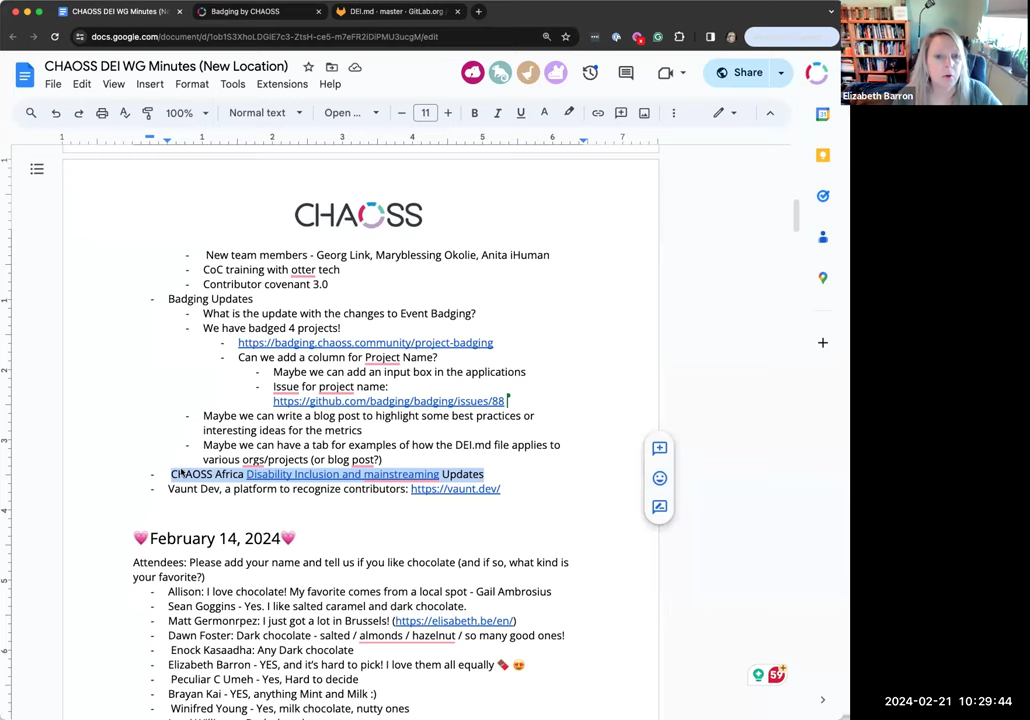 CHAOSS DEI WG Minutes (N
Badging by CHAOSS
DEI.md · master · GitLab.org
docs.google.com/document/d/1ob1S3XhoLDGlE7c3-ZtsH-ce5-m7eFR2iDlPMU3ucgM/edit
CHAOSS DEI WG Minutes (New Location)
File Edit View Insert Format Tools Extensions Help
Share
100% Normal text Open ... 11
1 1 2 3 4 5 6 7
CHAOSS
- New team members - Georg Link, Maryblessing Okolie, Anita iHuman
- CoC training with otter tech
- Contributor covenant 3.0
- Badging Updates
- What is the update with the changes to Event Badging?
- We have badged 4 projects!
- https://badging.chaoss.community/project-badging
- Can we add a column for Project Name?
- Maybe we can add an input box in the applications
- Issue for project name:
https://github.com/badging/badging/issues/88
- Maybe we can write a blog post to highlight some best practices or
interesting ideas for the metrics
- Maybe we can have a tab for examples of how the DEI.md file applies to
various orgs/projects (or blog post?)
- CHAOSS Africa Disability Inclusion and mainstreaming Updates
- Vaunt Dev, a platform to recognize contributors: https://vaunt.dev/
💗February 14, 2024💗
Attendees: Please add your name and tell us if you like chocolate (and if so, what kind is
your favorite?)
- Allison: I love chocolate! My favorite comes from a local spot - Gail Ambrosius
- Sean Goggins - Yes. I like salted caramel and dark chocolate.
- Matt Germonrpez: I just got a lot in Brussels! (https://elisabeth.be/en/)
- Dawn Foster: Dark chocolate - salted / almonds / hazelnut / so many good ones!
- Enock Kasaadha: Any Dark chocolate
- Elizabeth Barron - YES, and it's hard to pick! I love them all equally 🍫 😍
- Peculiar C Umeh - Yes, Hard to decide
- Brayan Kai - YES, anything Mint and Milk :)
- Winifred Young - Yes, milk chocolate, nutty ones
Elizabeth Barron
59
2024-02-21 10:29:44